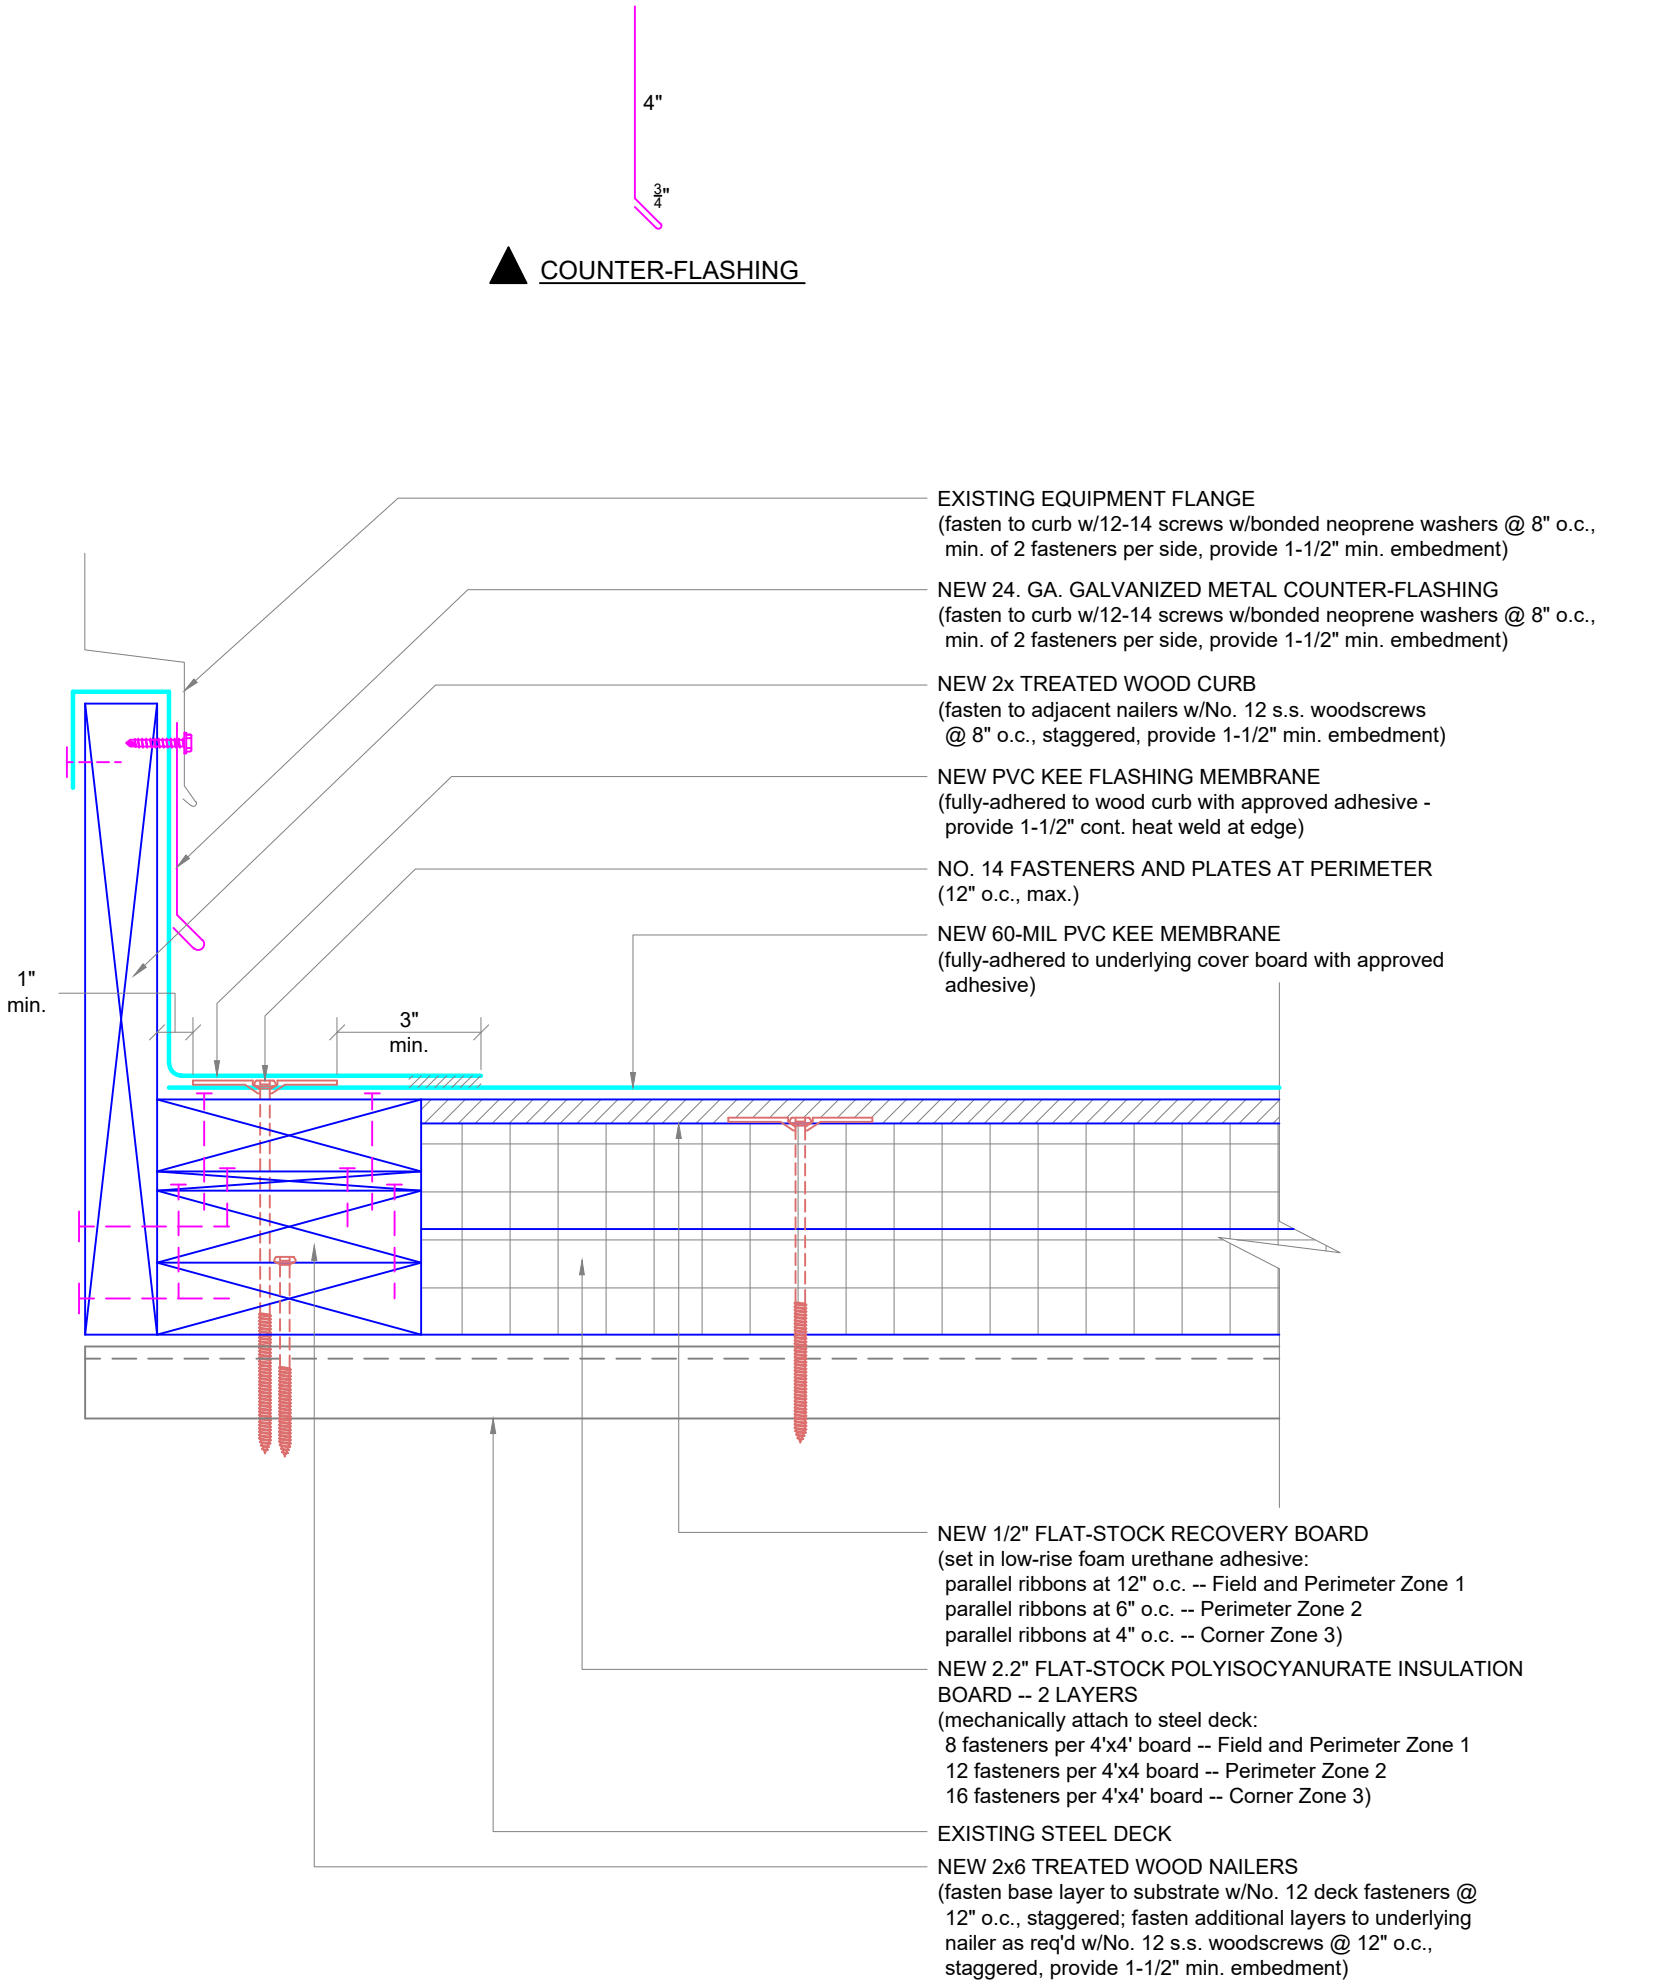 4"
3/4"
COUNTER-FLASHING
EXISTING EQUIPMENT FLANGE
(fasten to curb w/12-14 screws w/bonded neoprene washers @ 8" o.c.,
min. of 2 fasteners per side, provide 1-1/2" min. embedment)
NEW 24. GA. GALVANIZED METAL COUNTER-FLASHING
(fasten to curb w/12-14 screws w/bonded neoprene washers @ 8" o.c.,
min. of 2 fasteners per side, provide 1-1/2" min. embedment)
NEW 2x TREATED WOOD CURB
(fasten to adjacent nailers w/No. 12 s.s. woodscrews
@ 8" o.c., staggered, provide 1-1/2" min. embedment)
NEW PVC KEE FLASHING MEMBRANE
(fully-adhered to wood curb with approved adhesive -
provide 1-1/2" cont. heat weld at edge)
NO. 14 FASTENERS AND PLATES AT PERIMETER
(12" o.c., max.)
NEW 60-MIL PVC KEE MEMBRANE
(fully-adhered to underlying cover board with approved
adhesive)
1"
min.
3"
min.
NEW 1/2" FLAT-STOCK RECOVERY BOARD
(set in low-rise foam urethane adhesive:
parallel ribbons at 12" o.c. -- Field and Perimeter Zone 1
parallel ribbons at 6" o.c. -- Perimeter Zone 2
parallel ribbons at 4" o.c. -- Corner Zone 3)
NEW 2.2" FLAT-STOCK POLYISOCYANURATE INSULATION
BOARD -- 2 LAYERS
(mechanically attach to steel deck:
8 fasteners per 4'x4' board -- Field and Perimeter Zone 1
12 fasteners per 4'x4 board -- Perimeter Zone 2
16 fasteners per 4'x4' board -- Corner Zone 3)
EXISTING STEEL DECK
NEW 2x6 TREATED WOOD NAILERS
(fasten base layer to substrate w/No. 12 deck fasteners @
12" o.c., staggered; fasten additional layers to underlying
nailer as req'd w/No. 12 s.s. woodscrews @ 12" o.c.,
staggered, provide 1-1/2" min. embedment)